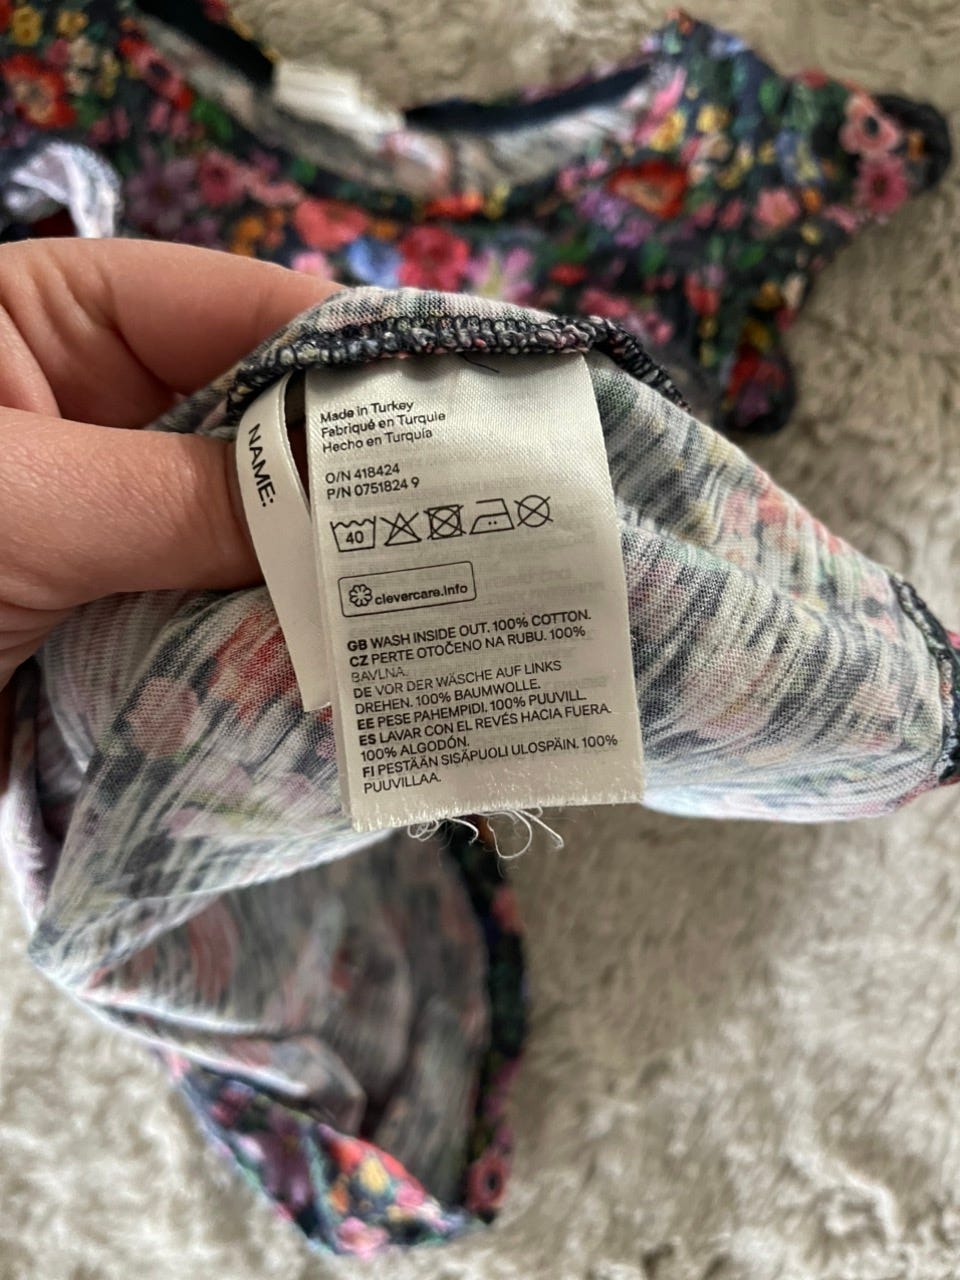 NAME:
Made in Turkey
Fabriqué en Turquie
Hecho en Turquía
O/N 418424
P/N 0751824 9
40
clevercare.info
GB WASH INSIDE OUT. 100% COTTON.
CZ PERTE OTOČENO NA RUBU. 100%
BAVLNA.
DE VOR DER WÄSCHE AUF LINKS
DREHEN. 100% BAUMWOLLE.
EE PESE PAHEMPIDI. 100% PUUVILL.
ES LAVAR CON EL REVÉS HACIA FUERA.
100% ALGODÓN.
FI PESTÄÄN SISÄPUOLI ULOSPÄIN. 100%
PUUVILLAA.